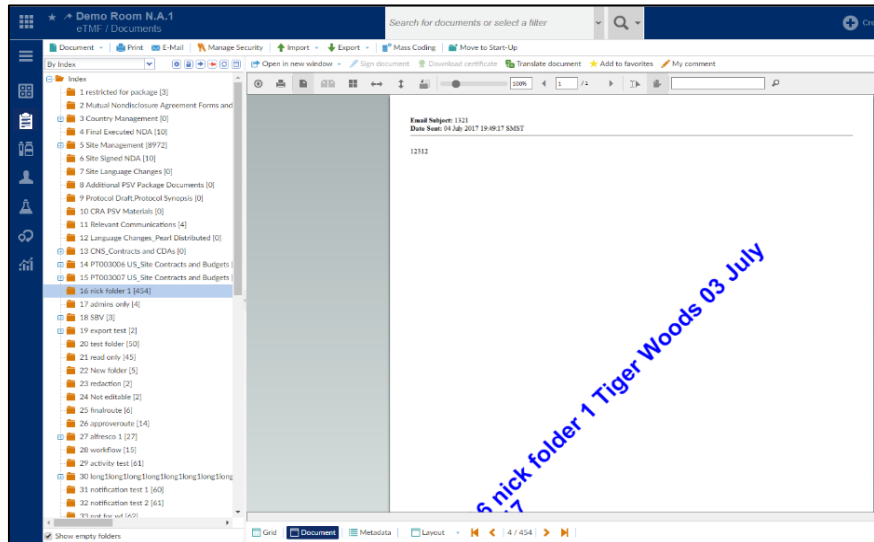 Demo Room N.A.1
eTMF / Documents
Search for documents or select a filter
Document
Print
E-Mail
Manage Security
Import
Export
Mass Coding
Move to Start-Up
By Index
Open in new window
Sign document
Download certificate
Translate document
Add to favorites
My comment
100%
1
Index
1 restricted for package [3]
2 Mutual Nondisclosure Agreement Forms and
3 Country Management [0]
4 Final Executed NDA [10]
5 Site Management [8972]
6 Site Signed NDA [10]
7 Site Language Changes [0]
8 Additional PSV Package Documents [0]
9 Protocol Draft,Protocol Synopsis [0]
10 CRA PSV Materials [0]
11 Relevant Communications [4]
12 Language Changes_Pearl Distributed [0]
13 CNS_Contracts and CDAs [0]
14 PT003006 US_Site Contracts and Budgets [
15 PT003007 US_Site Contracts and Budgets [
16 nick folder 1 [454]
17 admins only [4]
18 SBV [3]
19 export test [2]
20 test folder [50]
21 read only [45]
22 New folder [5]
23 redaction [2]
24 Not editable [2]
25 finalroute [6]
26 approveroute [14]
27 alfresco 1 [27]
28 workflow [15]
29 activity test [61]
30 long1long1long1long1long1long1long1long
31 notification test 1 [60]
32 notification test 2 [61]
33 not for wd [62]
Show empty folders
Email Subject: 1321
Date Sent: 04 July 2017 19:49:17 SMST
12312
6 nick folder 1 Tiger Woods 03 July
Grid
Document
Metadata
Layout
4 / 454